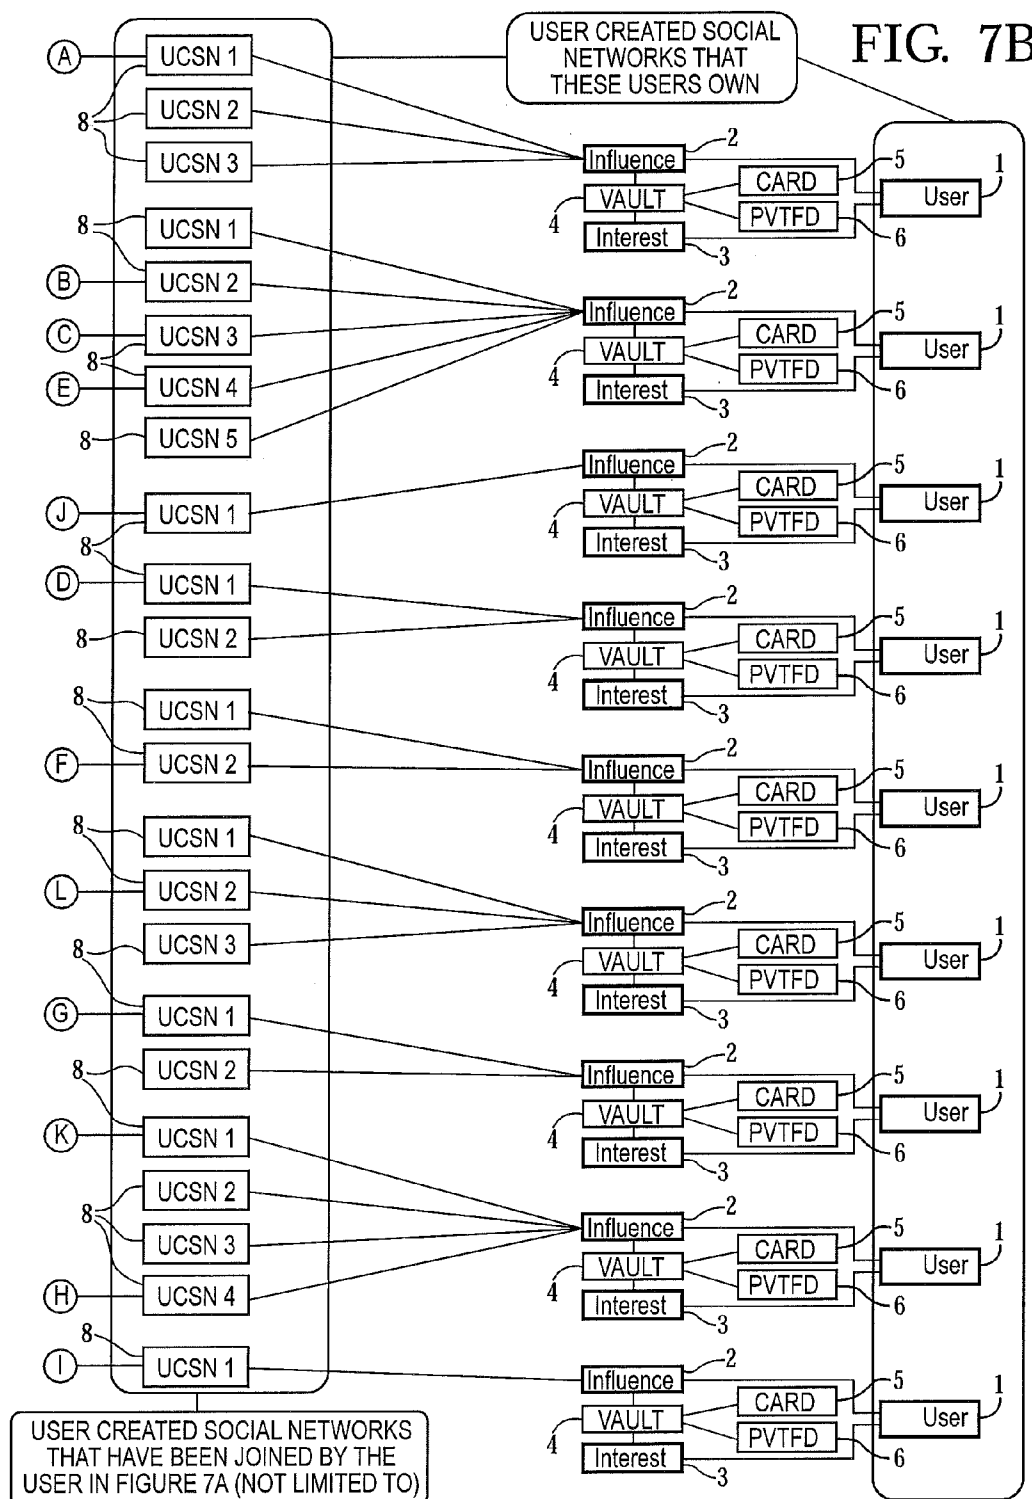 USER CREATED SOCIAL
NETWORKS THAT
THESE USERS OWN
FIG. 7B
A
UCSN 1
8
UCSN 2
UCSN 3
Influence
2
VAULT
4
Interest
3
CARD
5
PVTFD
6
User
1
8
UCSN 1
B
UCSN 2
C
UCSN 3
8
E
UCSN 4
8
UCSN 5
Influence
2
VAULT
4
Interest
3
CARD
5
PVTFD
6
User
1
J
UCSN 1
8
Influence
2
VAULT
4
Interest
3
CARD
5
PVTFD
6
User
1
D
UCSN 1
8
UCSN 2
Influence
2
VAULT
4
Interest
3
CARD
5
PVTFD
6
User
1
8
UCSN 1
F
UCSN 2
Influence
2
VAULT
4
Interest
3
CARD
5
PVTFD
6
User
1
8
UCSN 1
L
UCSN 2
8
UCSN 3
Influence
2
VAULT
4
Interest
3
CARD
5
PVTFD
6
User
1
G
UCSN 1
8
UCSN 2
Influence
2
VAULT
4
Interest
3
CARD
5
PVTFD
6
User
1
K
UCSN 1
UCSN 2
8
UCSN 3
H
UCSN 4
Influence
2
VAULT
4
Interest
3
CARD
5
PVTFD
6
User
1
8
I
UCSN 1
Influence
2
VAULT
4
Interest
3
CARD
5
PVTFD
6
User
1
USER CREATED SOCIAL NETWORKS
THAT HAVE BEEN JOINED BY THE
USER IN FIGURE 7A (NOT LIMITED TO)